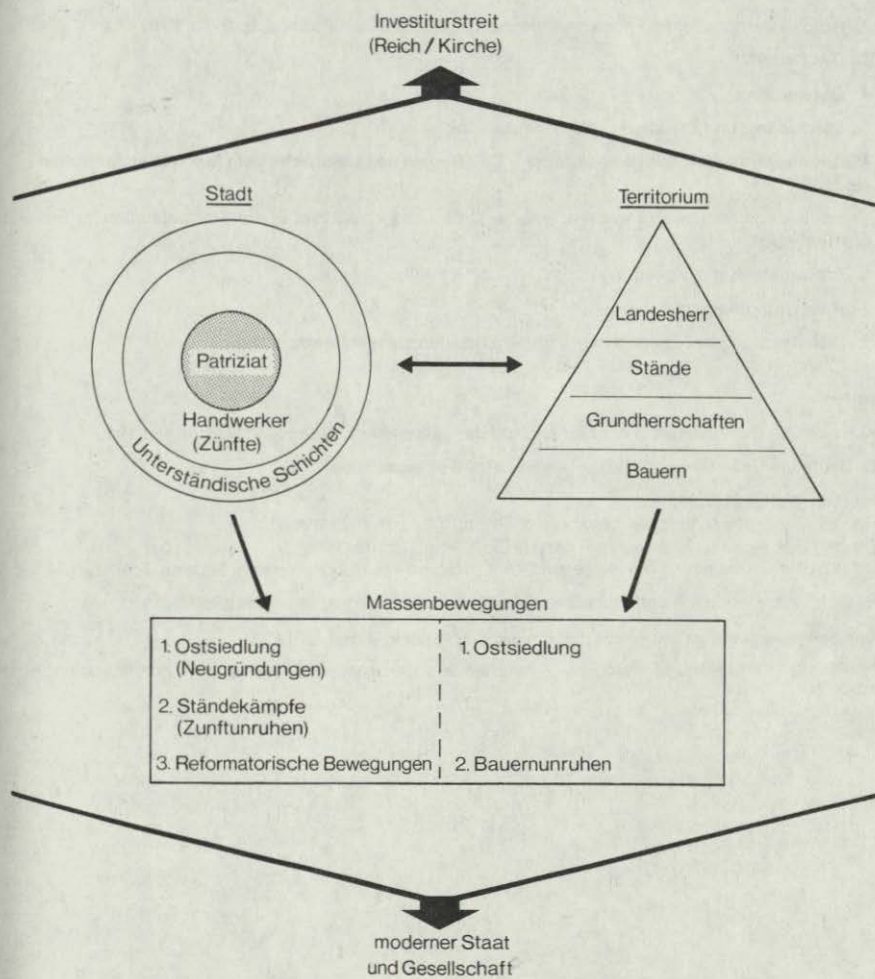 Investiturstreit
(Reich / Kirche)
Stadt
Patriziat
Handwerker
(Zünfte)
Unterständische Schichten
Territorium
Landesherr
Stände
Grundherrschaften
Bauern
Massenbewegungen
1. Ostsiedlung
(Neugründungen)
2. Ständekämpfe
(Zunftunruhen)
3. Reformatorische Bewegungen
1. Ostsiedlung
2. Bauernunruhen
moderner Staat
und Gesellschaft